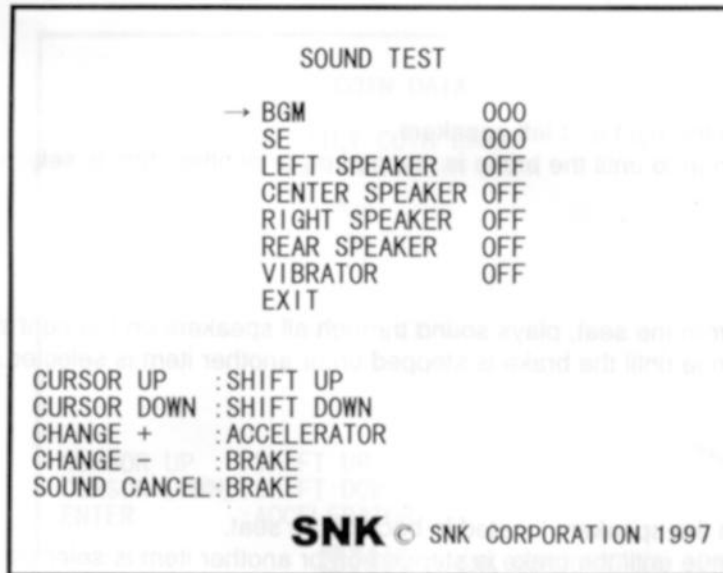 SOUND TEST
→ BGM 000
SE 000
LEFT SPEAKER OFF
CENTER SPEAKER OFF
RIGHT SPEAKER OFF
REAR SPEAKER OFF
VIBRATOR OFF
EXIT
CURSOR UP :SHIFT UP
CURSOR DOWN :SHIFT DOWN
CHANGE + :ACCELERATOR
CHANGE - :BRAKE
SOUND CANCEL:BRAKE
SNK © SNK CORPORATION 1997